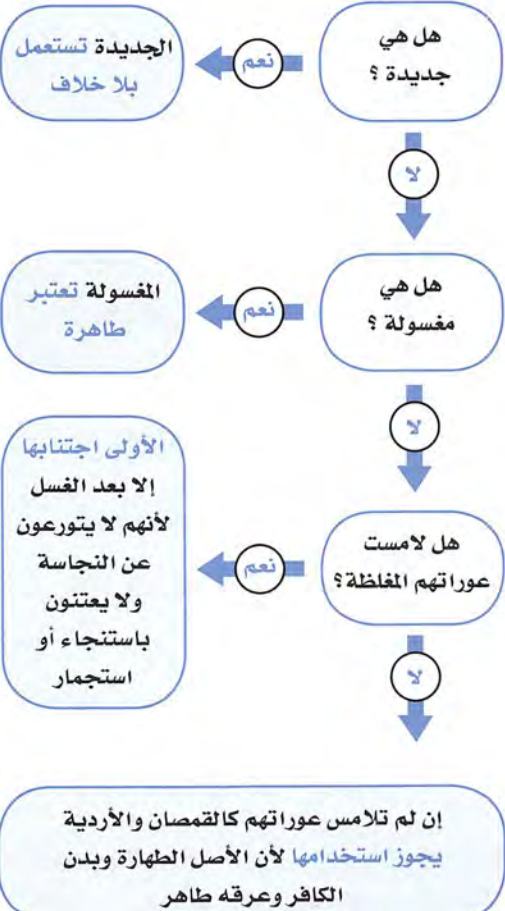 هل هي
جديدة ؟
نعم
الجديدة تستعمل
بلا خلاف
لا
هل هي
مغسولة ؟
نعم
المغسولة تعتبر
طاهرة
لا
هل لامست
عوراتهم المغلظة؟
نعم
الأولى اجتنابها
إلا بعد الغسل
لأنهم لا يتورعون
عن النجاسة
ولا يعتنون
باستنجاء أو
استجمار
لا
إن لم تلامس عوراتهم كالقمصان والأردية
يجوز استخدامها لأن الأصل الطهارة وبدن
الكافر وعرقه طاهر